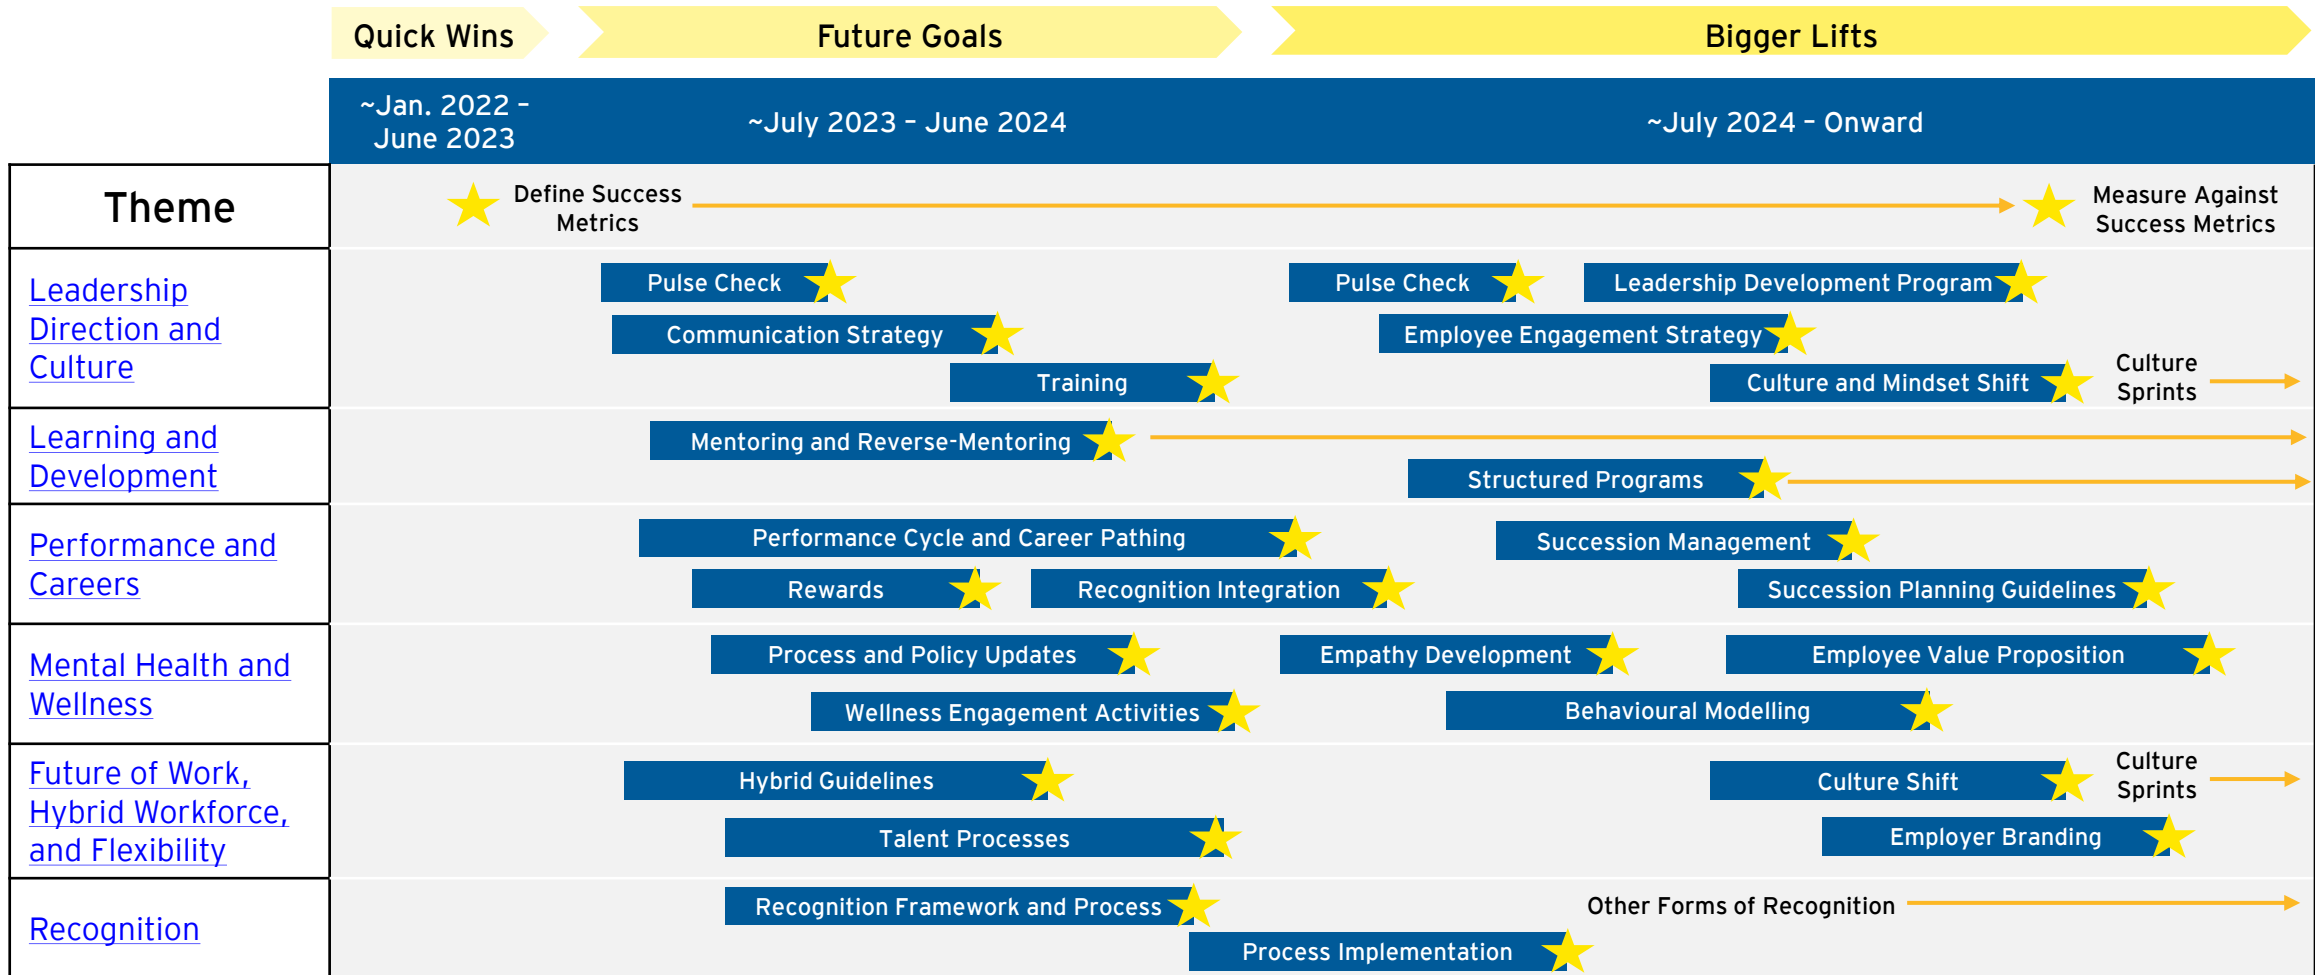 Quick Wins
Future Goals
Bigger Lifts
~Jan. 2022 –
June 2023
~July 2023 – June 2024
~July 2024 – Onward
Theme
Define Success
Metrics
Measure Against
Success Metrics
Leadership
Direction and
Culture
Pulse Check
Pulse Check
Leadership Development Program
Communication Strategy
Employee Engagement Strategy
Training
Culture and Mindset Shift
Culture
Sprints
Learning and
Development
Mentoring and Reverse-Mentoring
Structured Programs
Performance and
Careers
Performance Cycle and Career Pathing
Succession Management
Rewards
Recognition Integration
Succession Planning Guidelines
Mental Health and
Wellness
Process and Policy Updates
Empathy Development
Employee Value Proposition
Wellness Engagement Activities
Behavioural Modelling
Future of Work,
Hybrid Workforce,
and Flexibility
Hybrid Guidelines
Culture Shift
Culture
Sprints
Talent Processes
Employer Branding
Recognition
Recognition Framework and Process
Other Forms of Recognition
Process Implementation